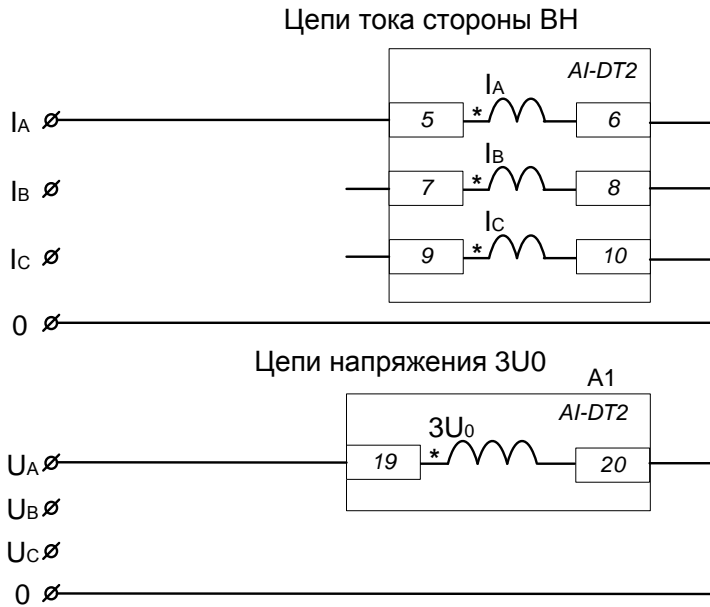 Цепи тока стороны ВН
AI-DT2
IA
IA 5 * 6
IB
IB 7 * 8
IC
IC 9 * 10
0
Цепи напряжения 3U0
A1
AI-DT2
3U0
UA 19 * 20
UB
UC
0